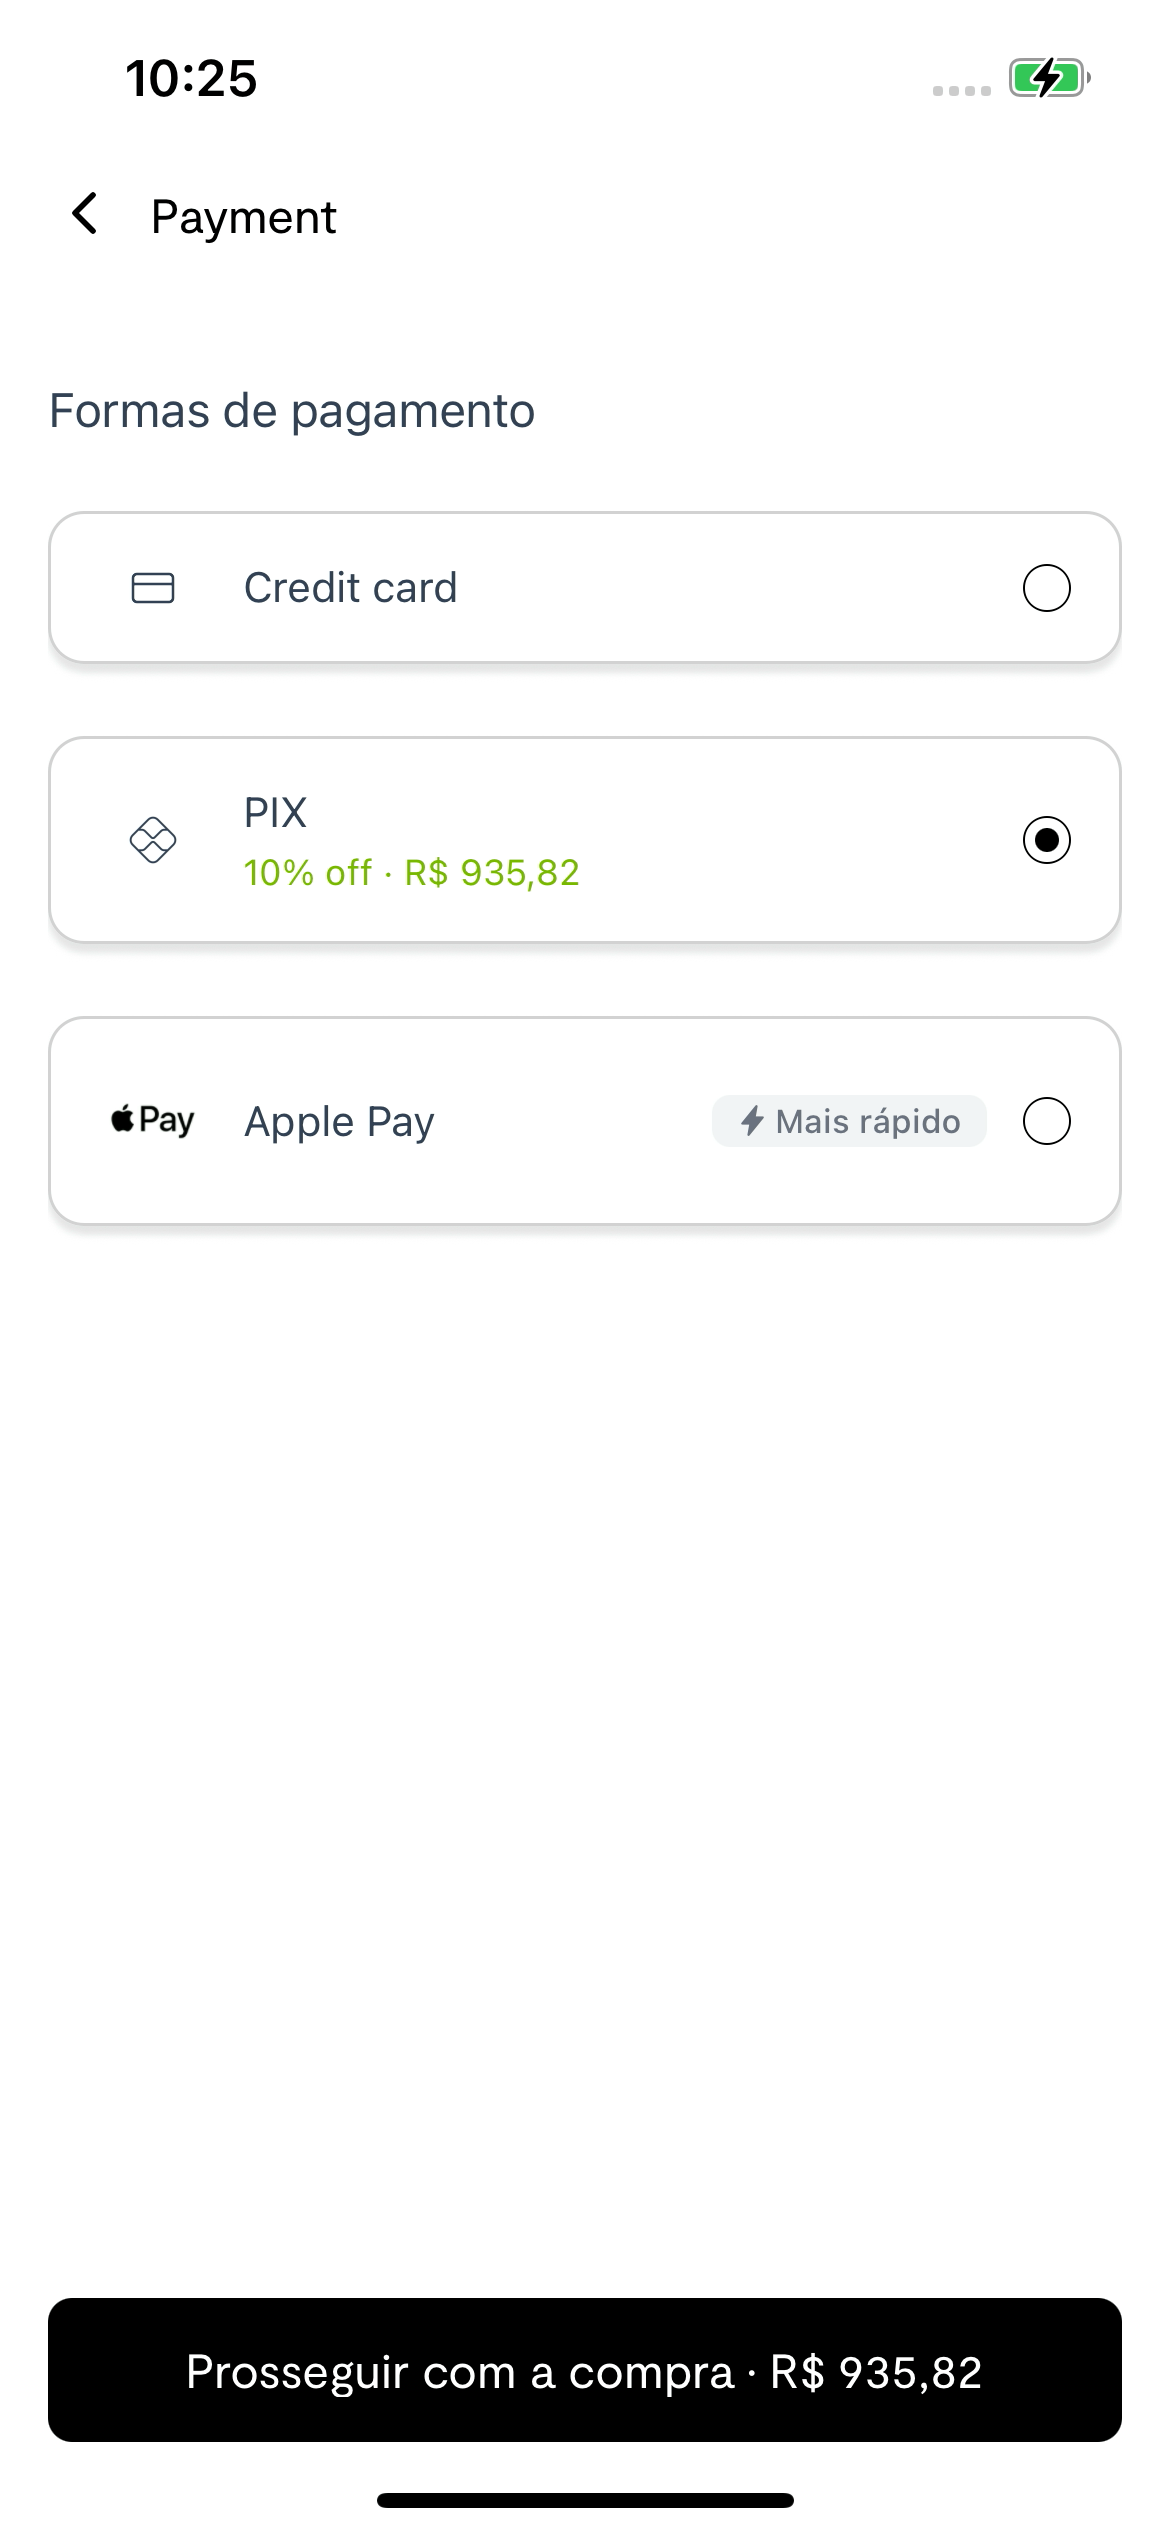 10:25
Payment
Formas de pagamento
Credit card
PIX
10% off · R$ 935,82
Pay Apple Pay Mais rápido
Prosseguir com a compra · R$ 935,82